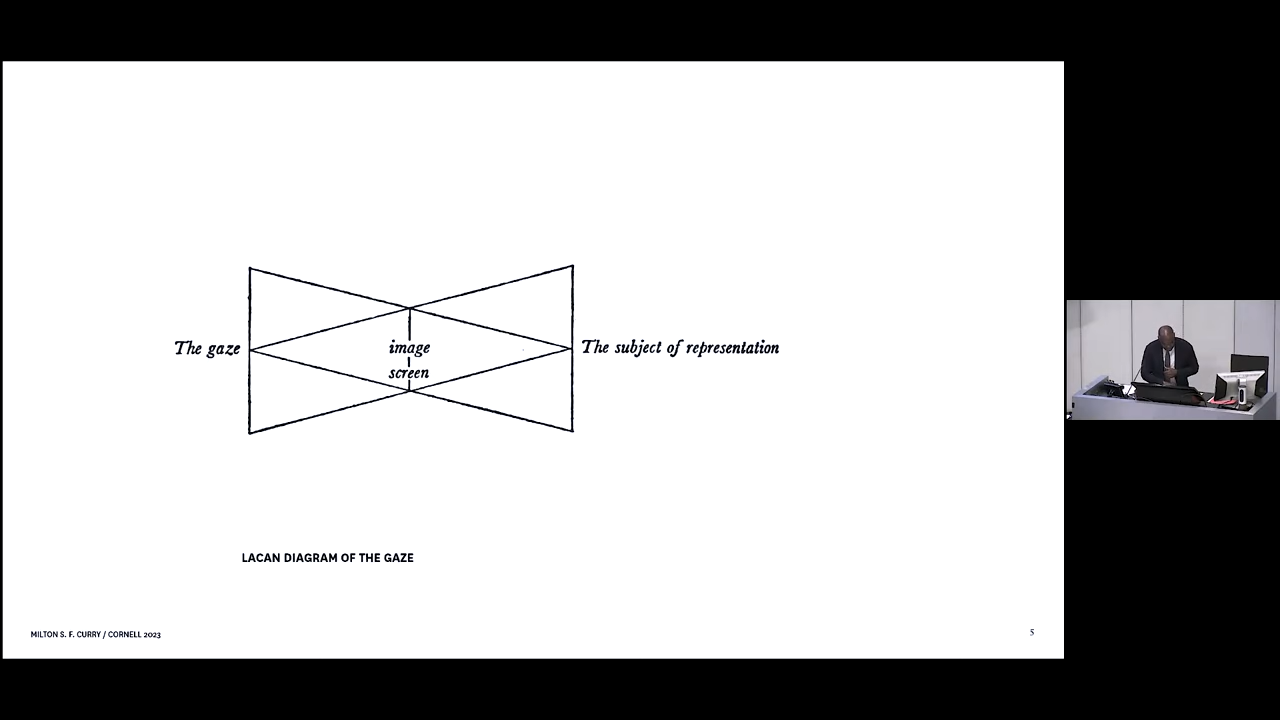 The gaze
image
screen
The subject of representation
LACAN DIAGRAM OF THE GAZE
MILTON S. F. CURRY / CORNELL 2023
5